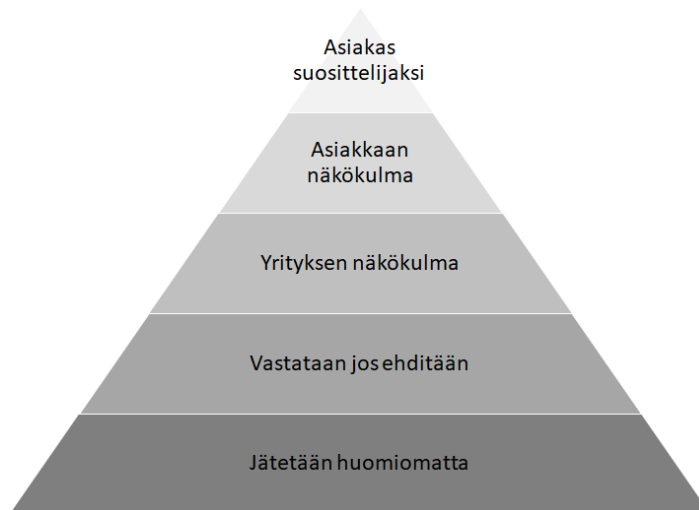 Asiakas
suosittelijaksi
Asiakkaan
näkökulma
Yrityksen näkökulma
Vastataan jos ehditään
Jätetään huomiomatta